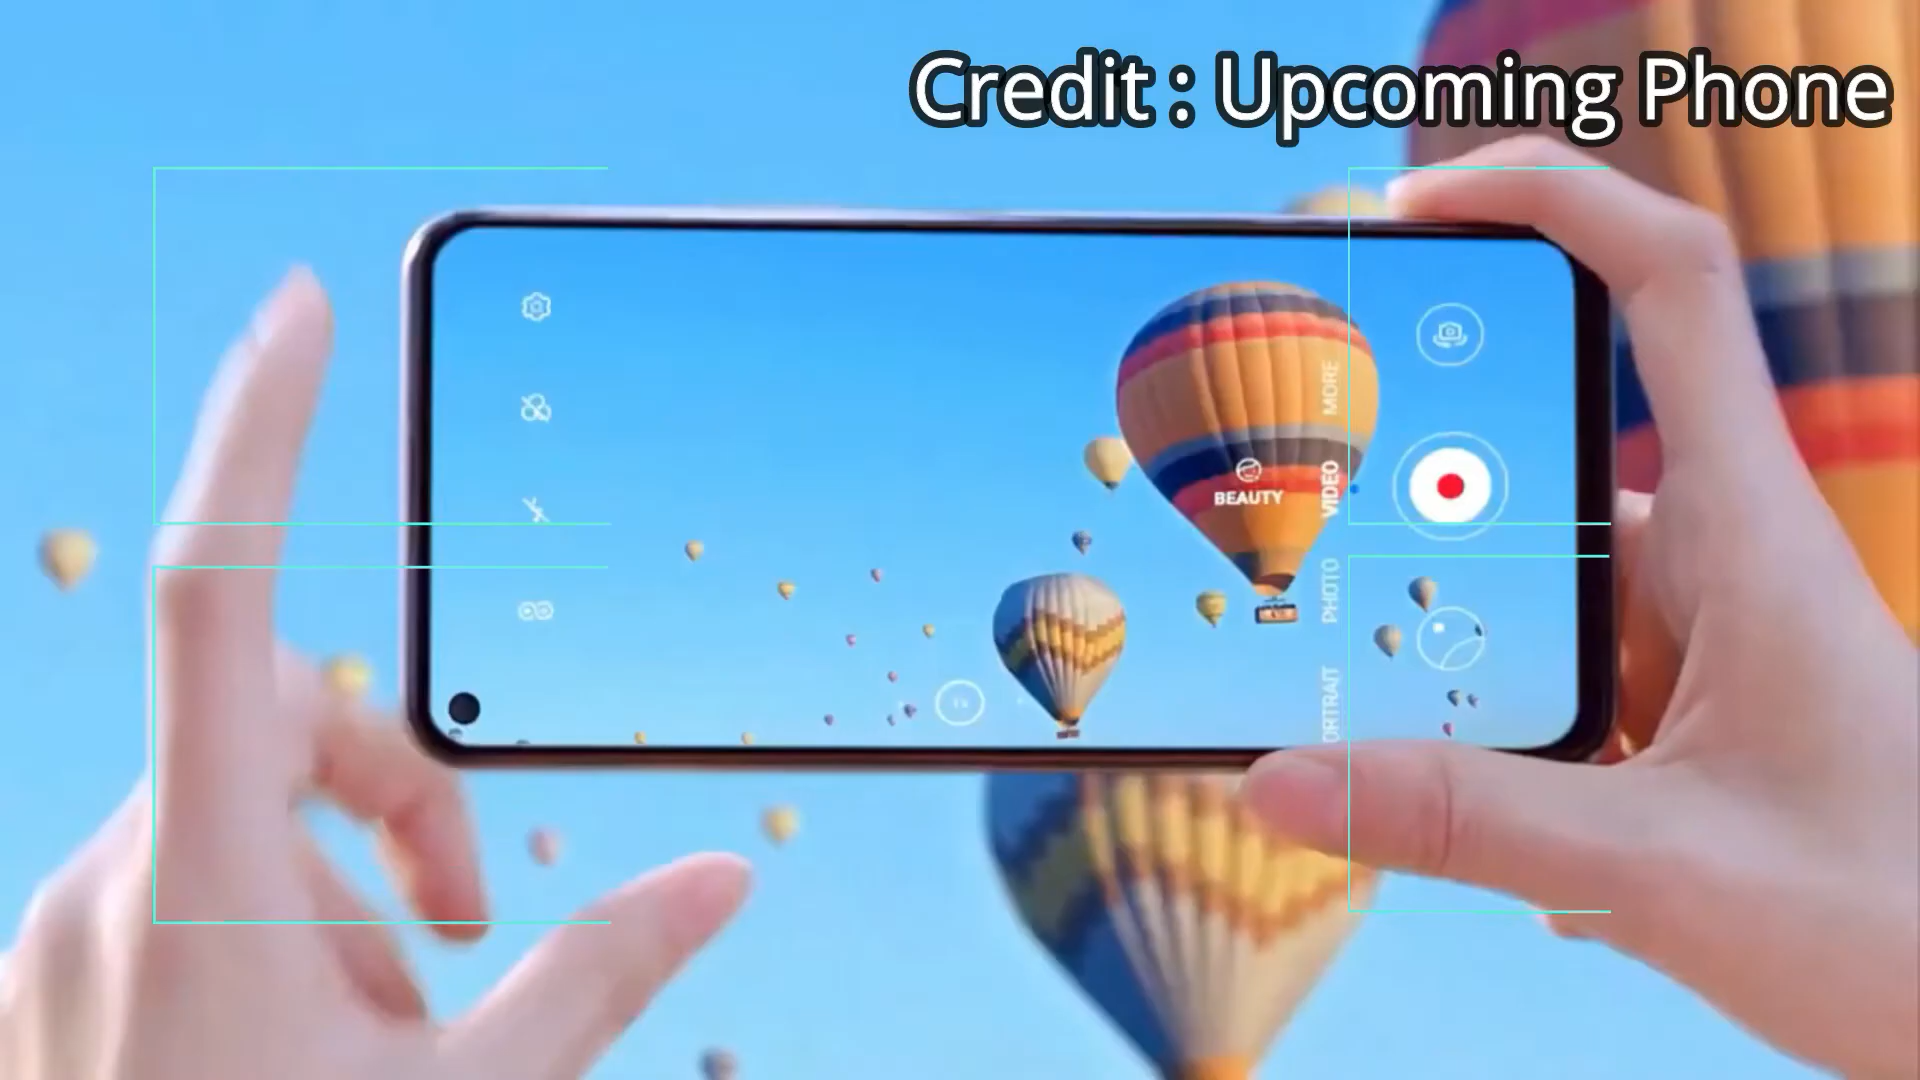 Credit : Upcoming Phone
MORE
VIDEO
BEAUTY
PHOTO
ORTRAIT